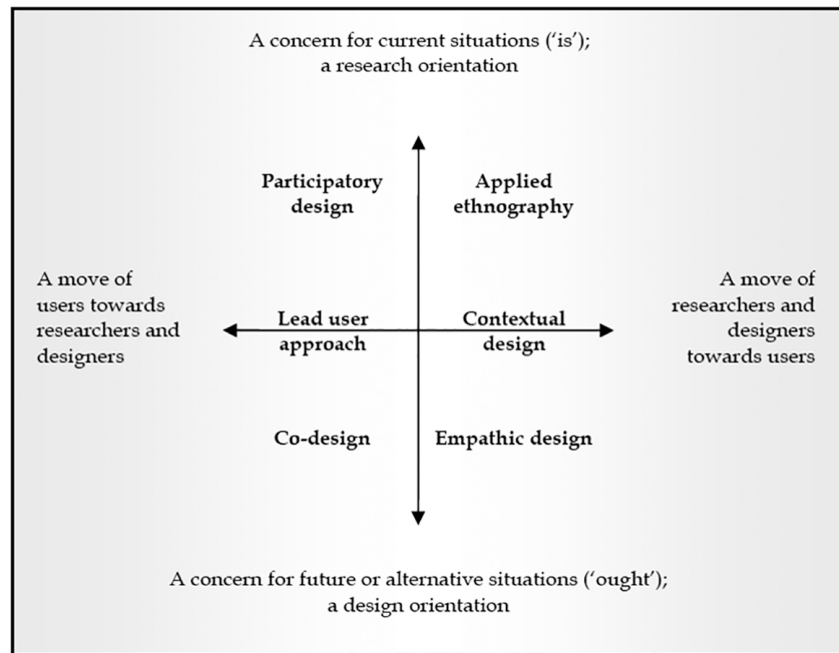 A concern for current situations (‘is’);
a research orientation
Participatory
design
Applied
ethnography
A move of
users towards
researchers and
designers
Lead user
approach
Contextual
design
A move of
researchers and
designers
towards users
Co-design
Empathic design
A concern for future or alternative situations (‘ought’);
a design orientation